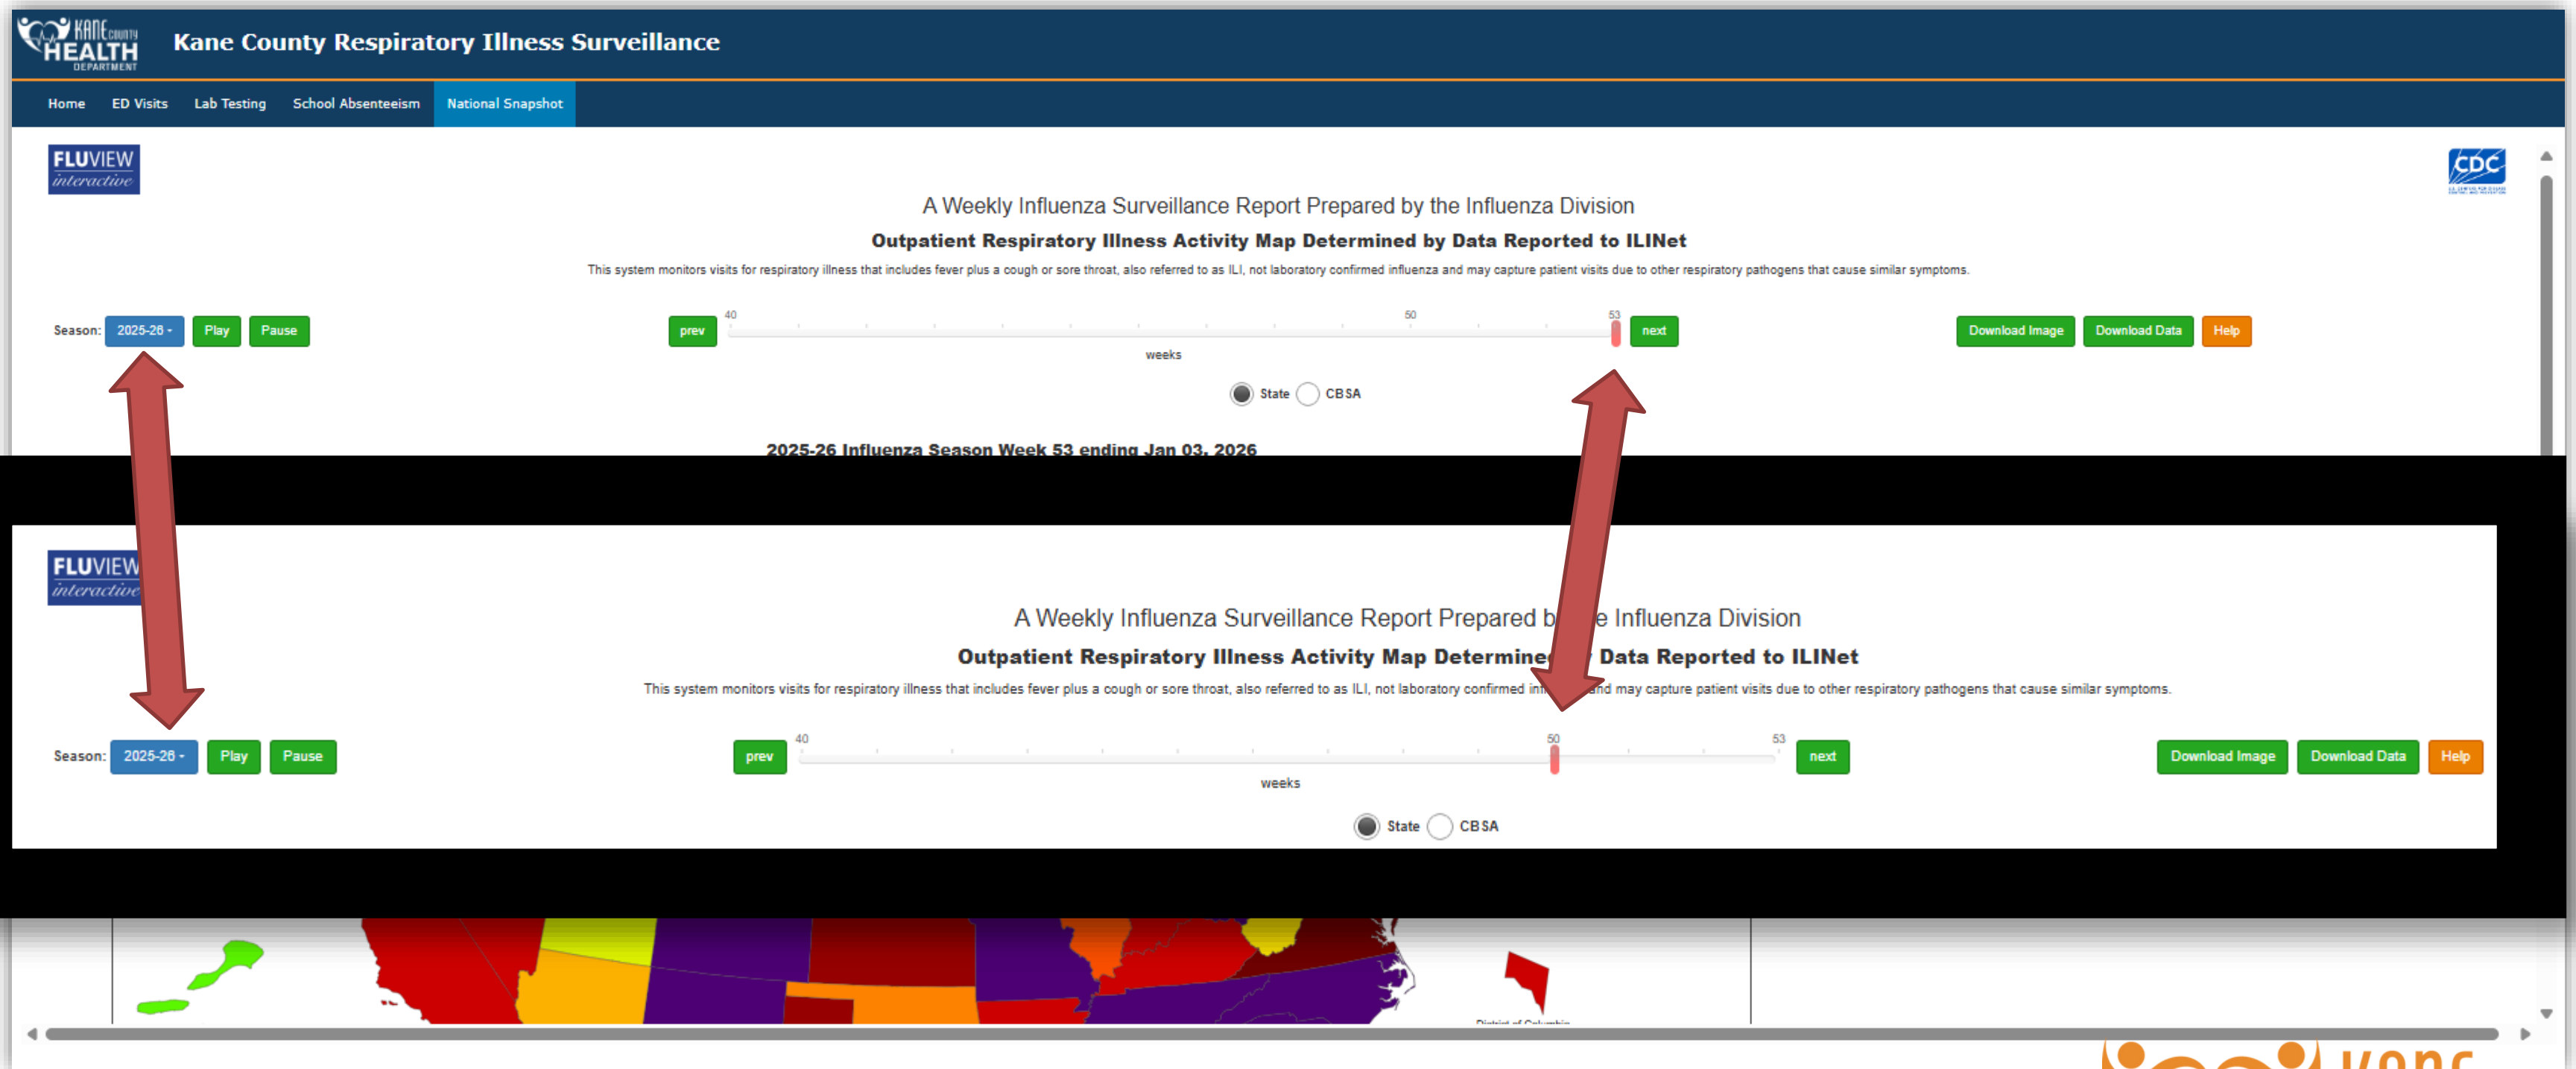 KANE COUNTY
HEALTH
DEPARTMENT
Kane County Respiratory Illness Surveillance
Home ED Visits Lab Testing School Absenteeism National Snapshot
FLUVIEW
interactive
CDC
A Weekly Influenza Surveillance Report Prepared by the Influenza Division
Outpatient Respiratory Illness Activity Map Determined by Data Reported to ILINet
This system monitors visits for respiratory illness that includes fever plus a cough or sore throat, also referred to as ILI, not laboratory confirmed influenza and may capture patient visits due to other respiratory pathogens that cause similar symptoms.
40 50 53
Season: 2025-26 Play Pause prev next Download Image Download Data Help
weeks
State CBSA
2025-26 Influenza Season Week 53 ending Jan 03, 2026
FLUVIEW
interactive
A Weekly Influenza Surveillance Report Prepared b e Influenza Division
Outpatient Respiratory Illness Activity Map Determine Data Reported to ILINet
This system monitors visits for respiratory illness that includes fever plus a cough or sore throat, also referred to as ILI, not laboratory confirmed in nd may capture patient visits due to other respiratory pathogens that cause similar symptoms.
40 50 53
Season: 2025-26 Play Pause prev next Download Image Download Data Help
weeks
State CBSA
District of Columbia
Kane